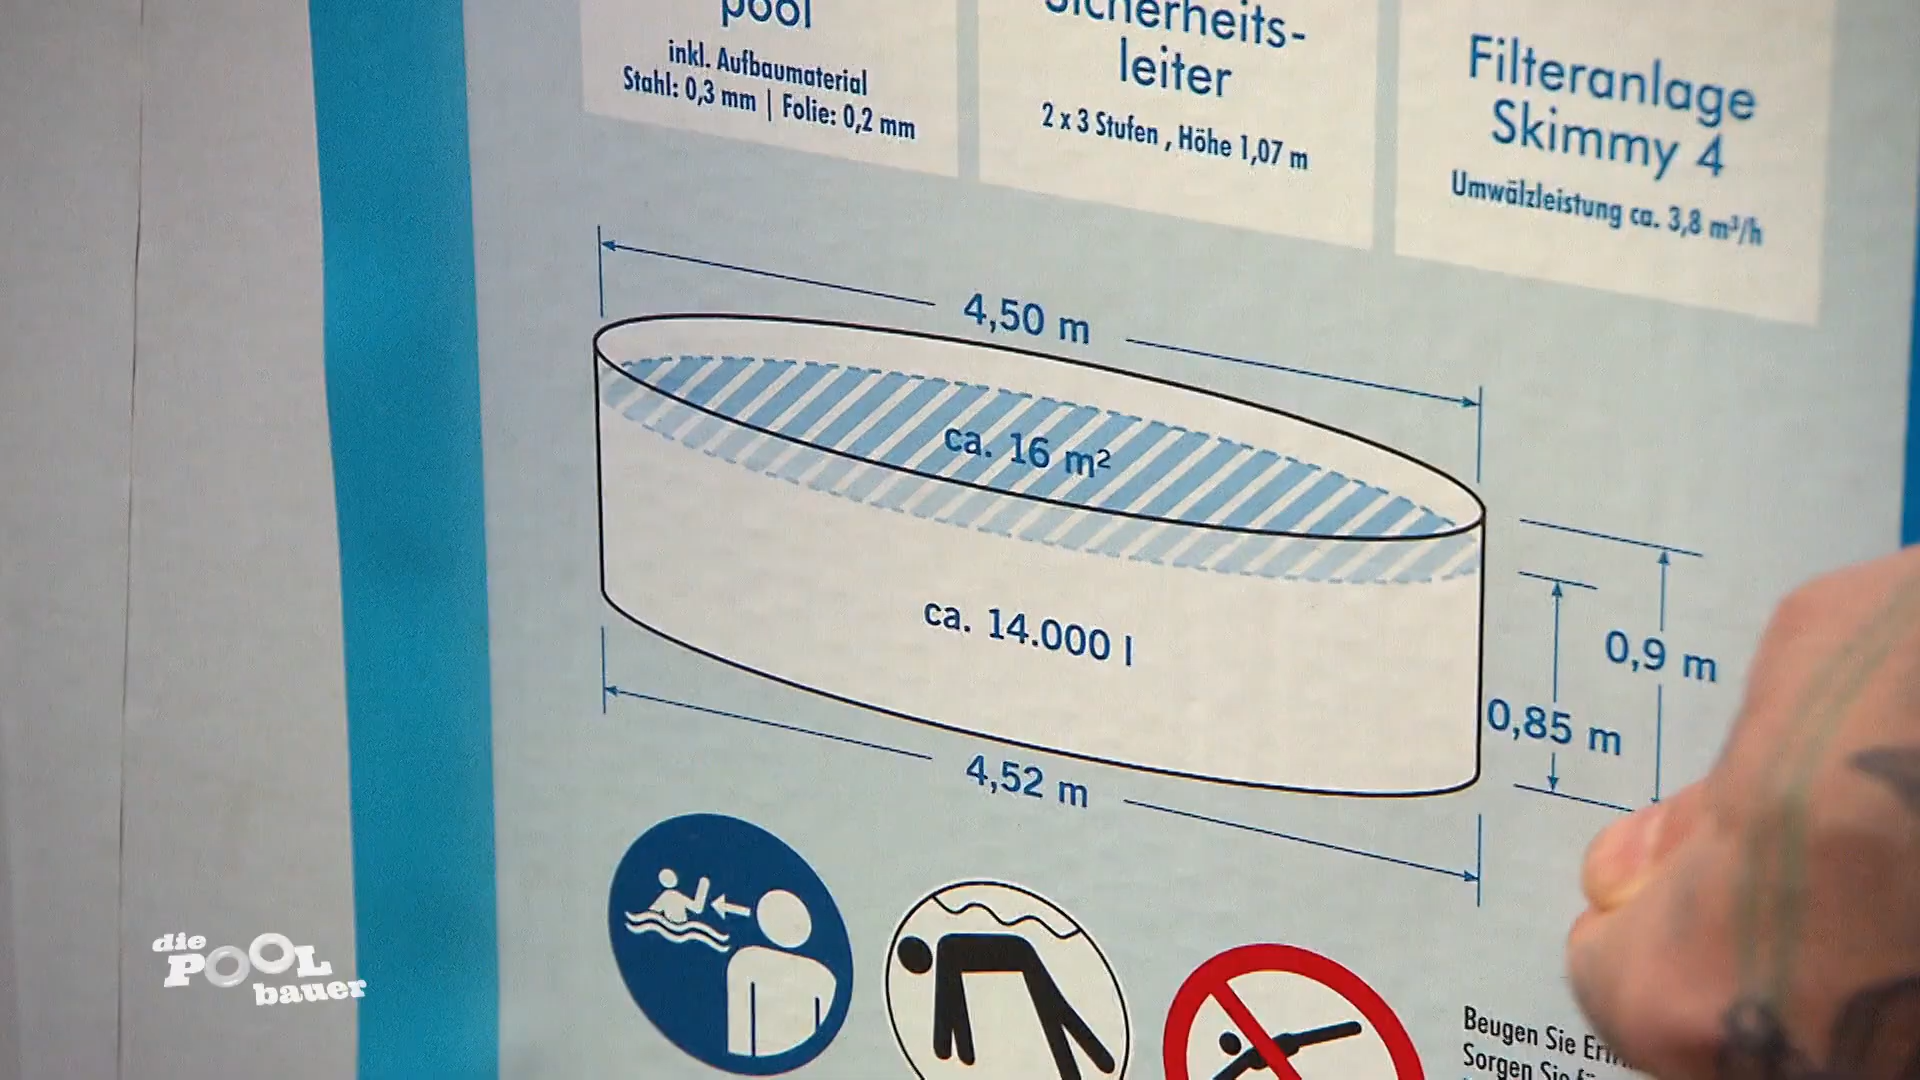 pool
inkl. Aufbaumaterial
Stahl: 0,3 mm | Folie: 0,2 mm
Sicherheits-
leiter
2 x 3 Stufen , Höhe 1,07 m
Filteranlage
Skimmy 4
Umwälzleistung ca. 3,8 m³/h
4,50 m
ca. 16 m²
ca. 14.000 l
0,9 m
0,85 m
4,52 m
die
POOL
bauer
Beugen Sie
Sorgen Sie